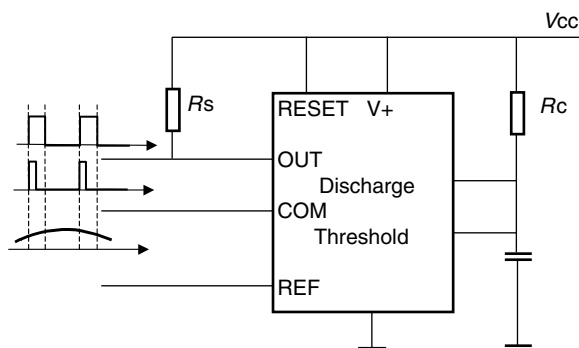 Vcc
Rs
RESET V+
Rc
OUT
Discharge
COM
Threshold
REF